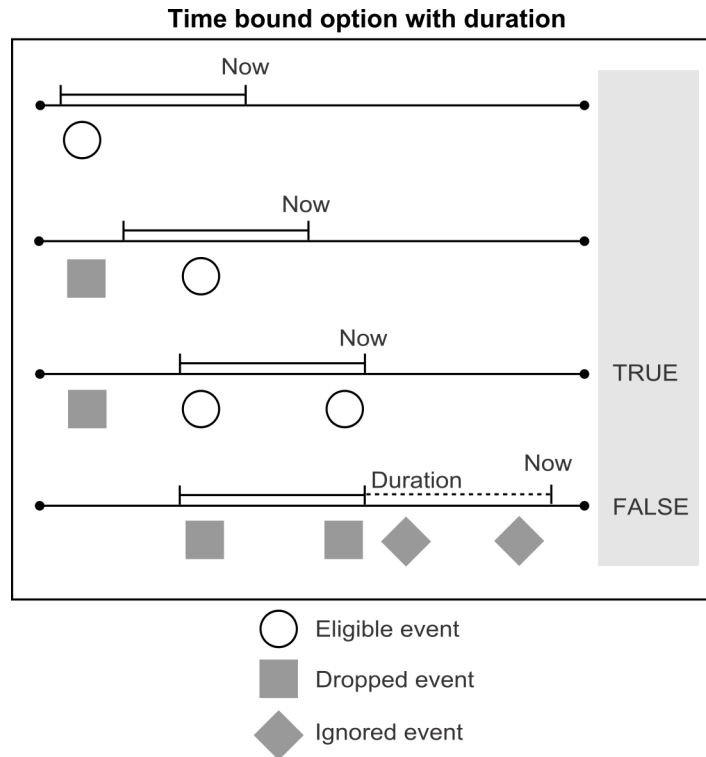 Time bound option with duration
Now
Now
Now
TRUE
Now
Duration
FALSE
Eligible event
Dropped event
Ignored event